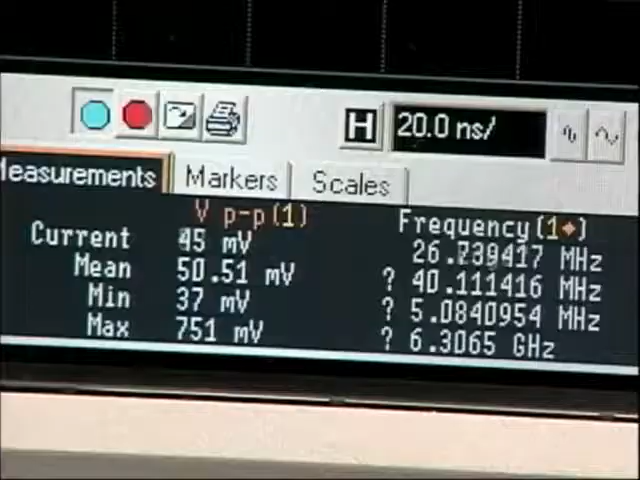 H 20.0 ns/
Measurements Markers Scales
V p-p(1) Frequency(1◆)
Current 45 mV 26.739417 MHz
Mean 50.51 mV ? 40.111416 MHz
Min 37 mV ? 5.0840954 MHz
Max 751 mV ? 6.3065 GHz